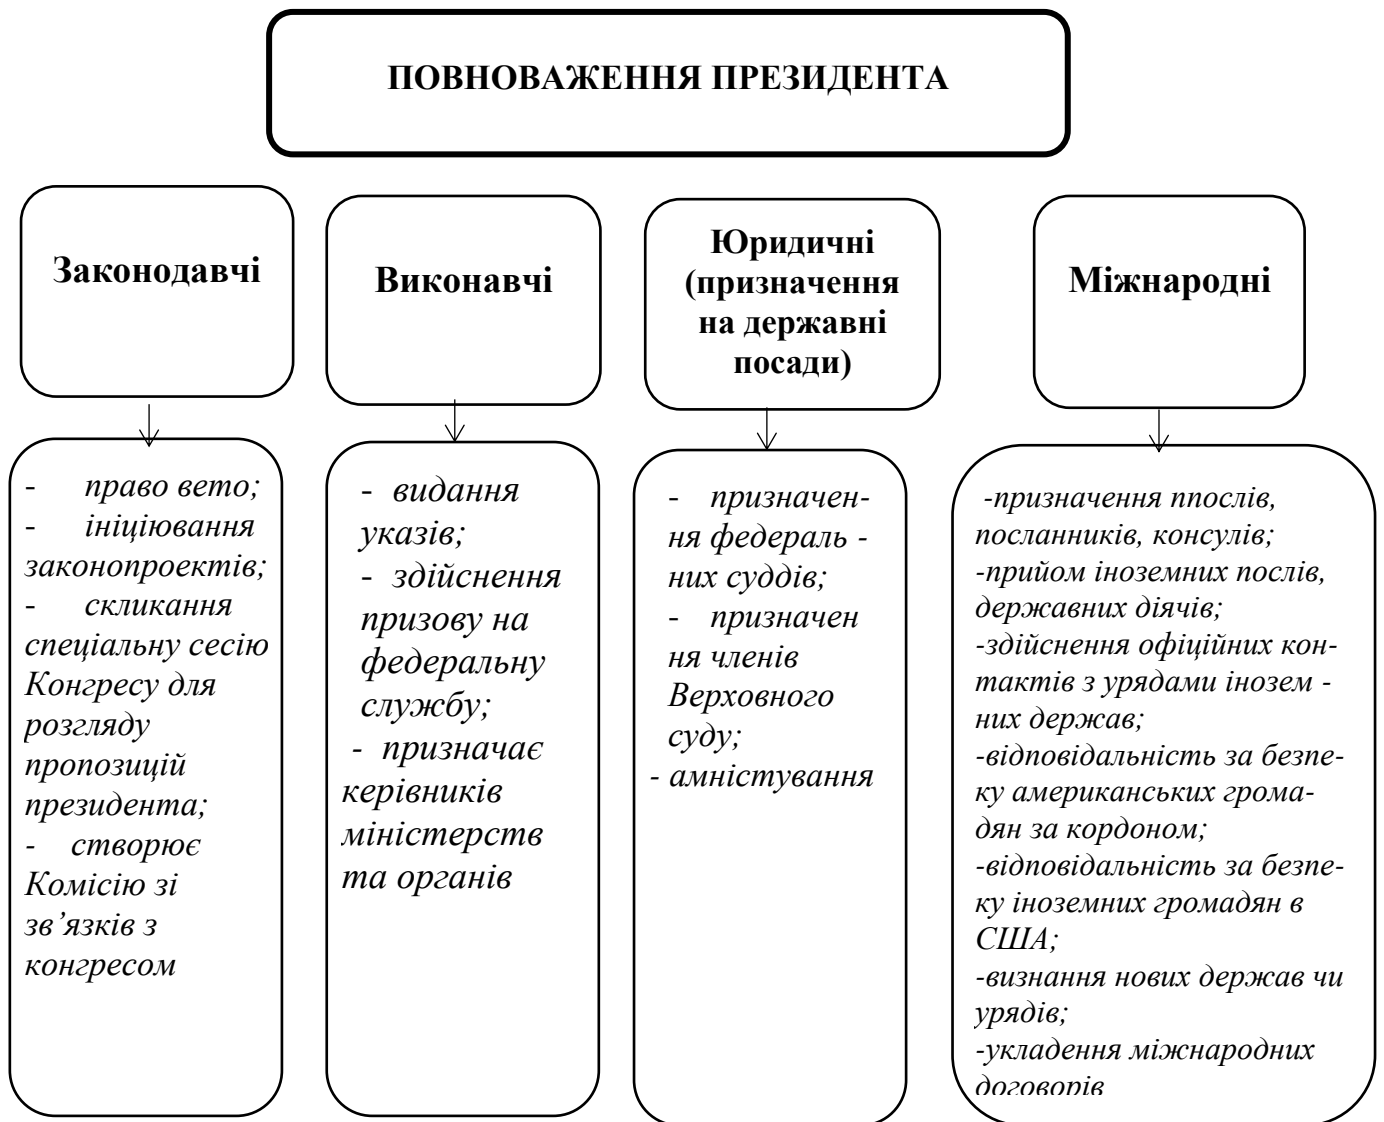 ПОВНОВАЖЕННЯ ПРЕЗИДЕНТА
Законодавчі
Виконавчі
Юридичні
(призначення
на державні
посади)
Міжнародні
- право вето;
- ініціювання
законопроектів;
- скликання
спеціальну сесію
Конгресу для
розгляду
пропозицій
президента;
- створює
Комісію зі
зв’язків з
конгресом
- видання
указів;
- здійснення
призову на
федеральну
службу;
- призначає
керівників
міністерств
та органів
- призначен-
ня федераль -
них суддів;
- призначен
ня членів
Верховного
суду;
- амністування
-призначення ппослів,
посланників, консулів;
-прийом іноземних послів,
державних діячів;
-здійснення офіційних кон-
тактів з урядами інозем -
них держав;
-відповідальність за безпе-
ку американських грома-
дян за кордоном;
-відповідальність за безпе-
ку іноземних громадян в
США;
-визнання нових держав чи
урядів;
-укладення міжнародних
договорів